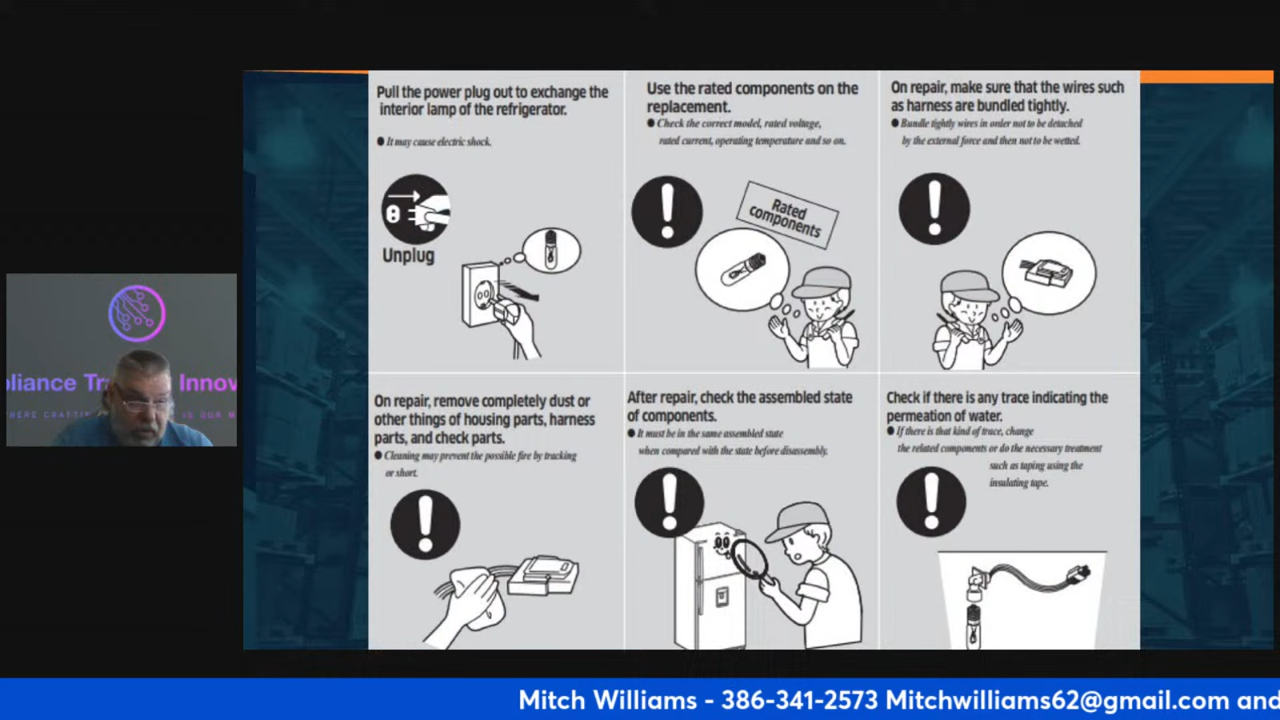 Pull the power plug out to exchange the
interior lamp of the refrigerator.
It may cause electric shock.
Unplug
Use the rated components on the
replacement.
Check the correct model, rated voltage,
rated current, operating temperature and so on.
Rated
components
On repair, make sure that the wires such
as harness are bundled tightly.
Bundle tightly wires in order not to be detached
by the external force and then not to be wetted.
On repair, remove completely dust or
other things of housing parts, harness
parts, and check parts.
Cleaning may prevent the possible fire by tracking
or short.
After repair, check the assembled state
of components.
It must be in the same assembled state
when compared with the state before disassembly.
Check if there is any trace indicating the
permeation of water.
If there is that kind of trace, change
the related components or do the necessary treatment
such as taping using the
insulating tape.
pliance Tr Innov
IS OUR M
Mitch Williams - 386-341-2573 Mitchwilliams62@gmail.com and